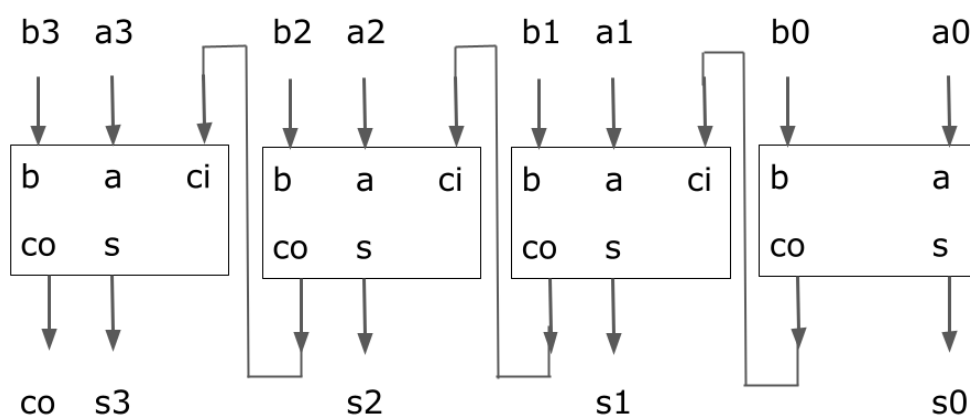 b3 a3 b2 a2 b1 a1 b0 a0
b a ci b a ci b a ci b a
co s co s co s co s
co s3 s2 s1 s0